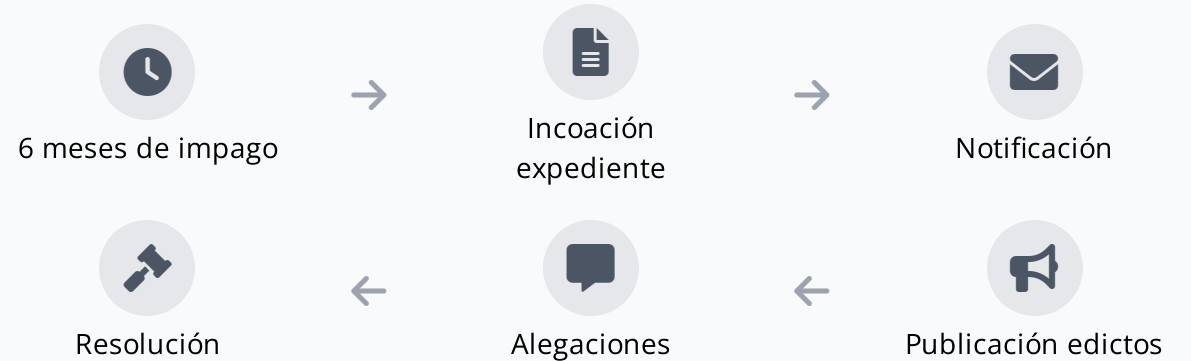 6 meses de impago
Incoación
expediente
Notificación
Publicación edictos
Alegaciones
Resolución